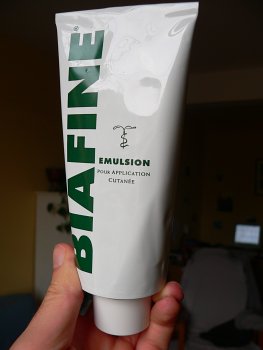 BIAFINE®
EMULSION
POUR APPLICATION
CUTANÉE